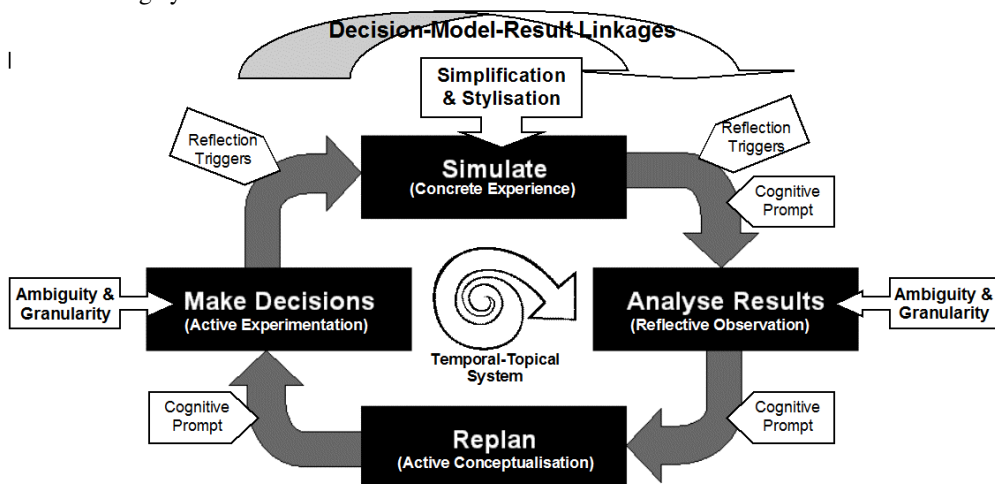 Decision-Model-Result Linkages
Simplification
& Stylisation
Reflection
Triggers
Reflection
Triggers
Simulate
(Concrete Experience)
Cognitive
Prompt
Ambiguity &
Granularity
Make Decisions
(Active Experimentation)
Analyse Results
(Reflective Observation)
Ambiguity &
Granularity
Temporal-Topical
System
Cognitive
Prompt
Replan
(Active Conceptualisation)
Cognitive
Prompt